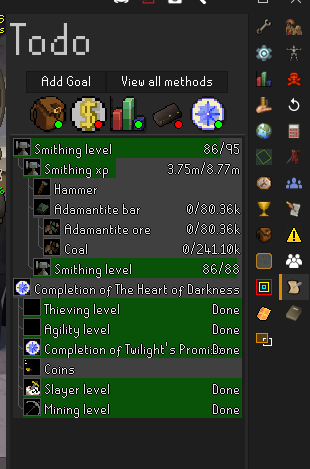 Todo
Add Goal
View all methods
Smithing level 86/95
Smithing xp 3.75m/8.77m
Hammer
Adamantite bar 0/80.36k
Adamantite ore 0/80.36k
Coal 0/241.10k
Smithing level 86/88
Completion of The Heart of Darkness
Thieving level Done
Agility level Done
Completion of Twilight's Promi Done
Coins
Slayer level Done
Mining level Done